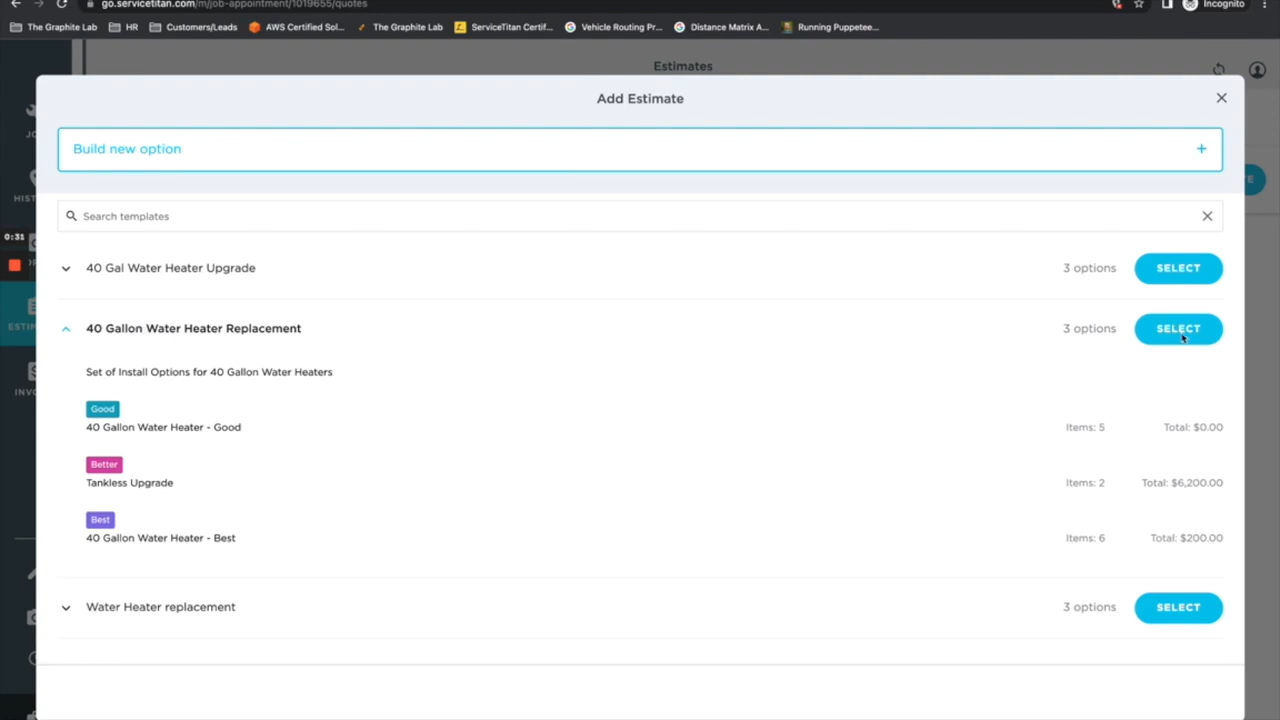 go.servicetitan.com/m/job-appointment/1019655/quotes
Incognito
The Graphite Lab HR Customers/Leads AWS Certified Sol... The Graphite Lab ServiceTitan Certif... Vehicle Routing Pr... Distance Matrix A... Running Puppetee...
Estimates
Add Estimate
Build new option +
Search templates
HIST
0:31
40 Gal Water Heater Upgrade 3 options SELECT
ESTIM
40 Gallon Water Heater Replacement 3 options SELECT
Set of Install Options for 40 Gallon Water Heaters
INV
Good
40 Gallon Water Heater - Good Items: 5 Total: $0.00
Better
Tankless Upgrade Items: 2 Total: $6,200.00
Best
40 Gallon Water Heater - Best Items: 6 Total: $200.00
Water Heater replacement 3 options SELECT